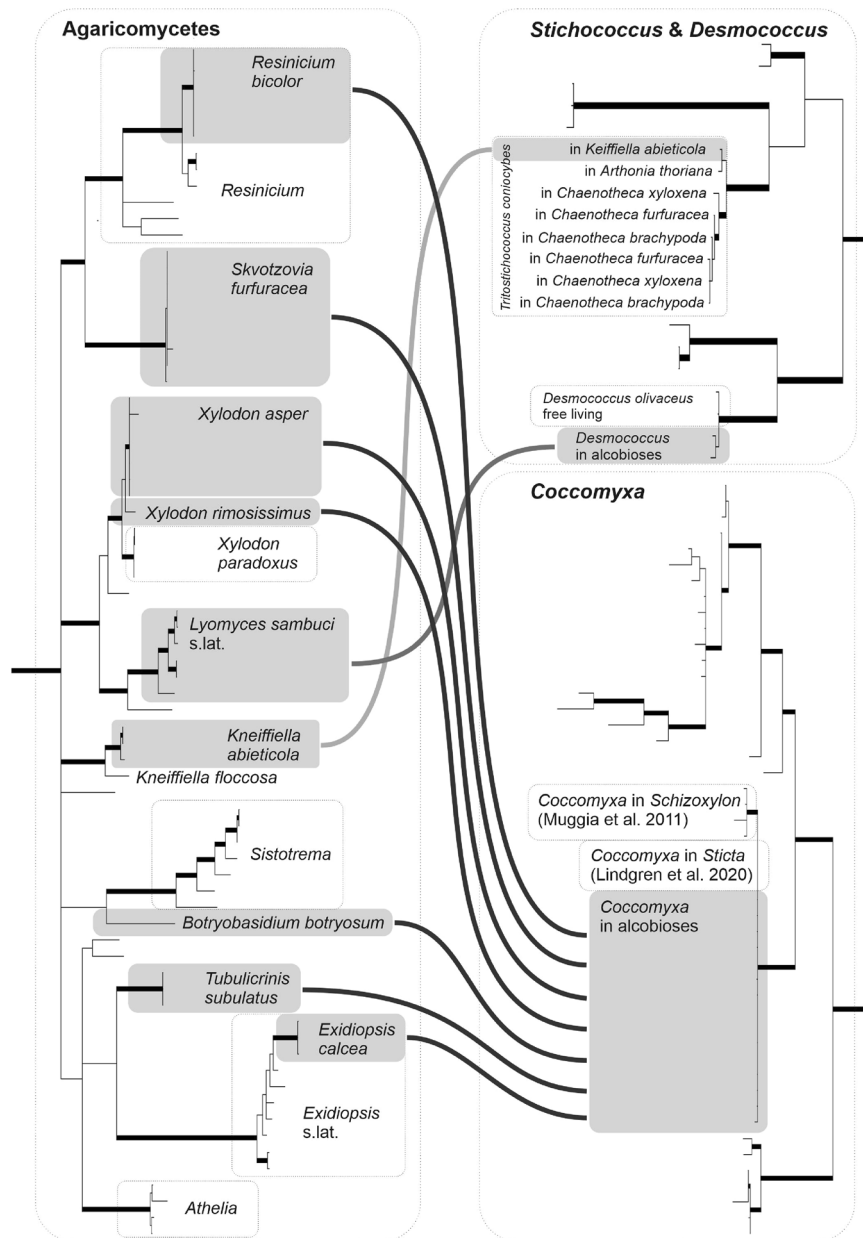 Agaricomycetes
Resinicium
bicolor
Resinicium
Skvotzovia
furfuracea
Xylodon asper
Xylodon rimosissimus
Xylodon
paradoxus
Lyomyces sambuci
s.lat.
Kneiffiella
abieticola
Kneiffiella floccosa
Sistotrema
Botryobasidium botryosum
Tubulicrinis
subulatus
Exidiopsis
calcea
Exidiopsis
s.lat.
Athelia
Stichococcus & Desmococcus
Tritostichococcus coniocybes
in Keiffiella abieticola
in Arthonia thoriana
in Chaenotheca xyloxena
in Chaenotheca furfuracea
in Chaenotheca brachypoda
in Chaenotheca furfuracea
in Chaenotheca xyloxena
in Chaenotheca brachypoda
Desmococcus olivaceus
free living
Desmococcus
in alcobioses
Coccomyxa
Coccomyxa in Schizoxylon
(Muggia et al. 2011)
Coccomyxa in Sticta
(Lindgren et al. 2020)
Coccomyxa
in alcobioses